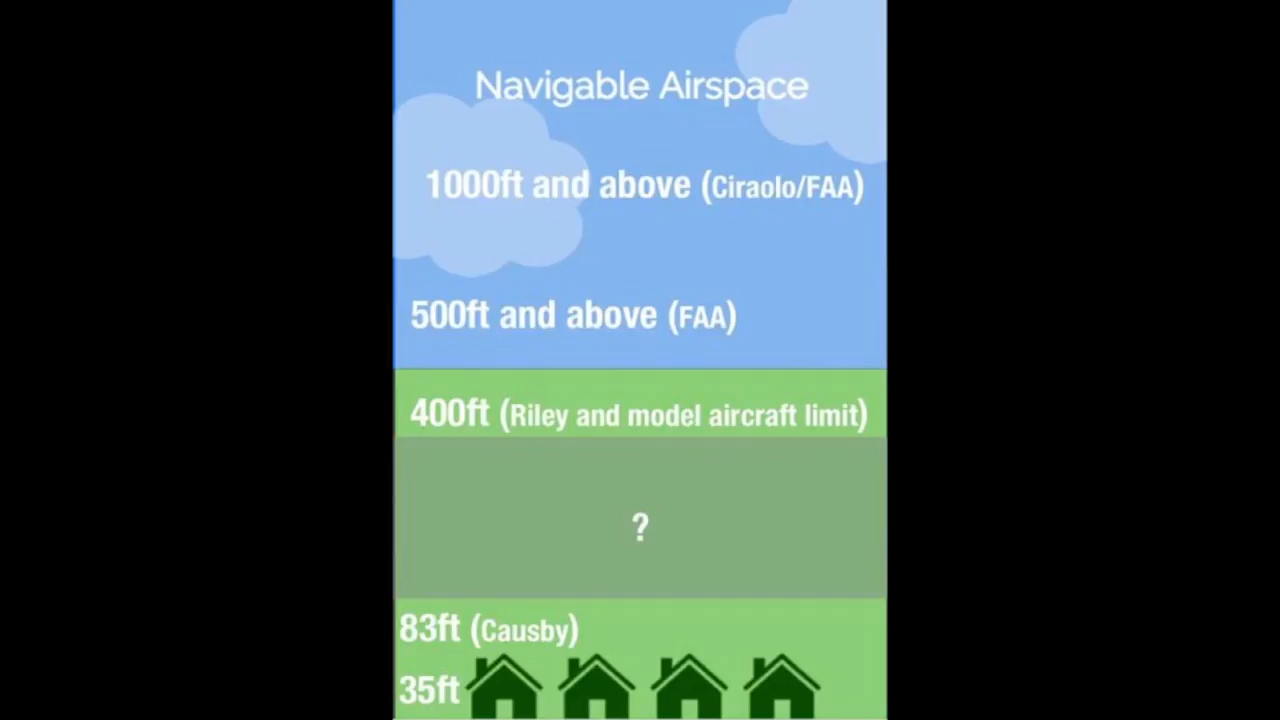 Navigable Airspace
1000ft and above (Ciraolo/FAA)
500ft and above (FAA)
400ft (Riley and model aircraft limit)
?
83ft (Causby)
35ft